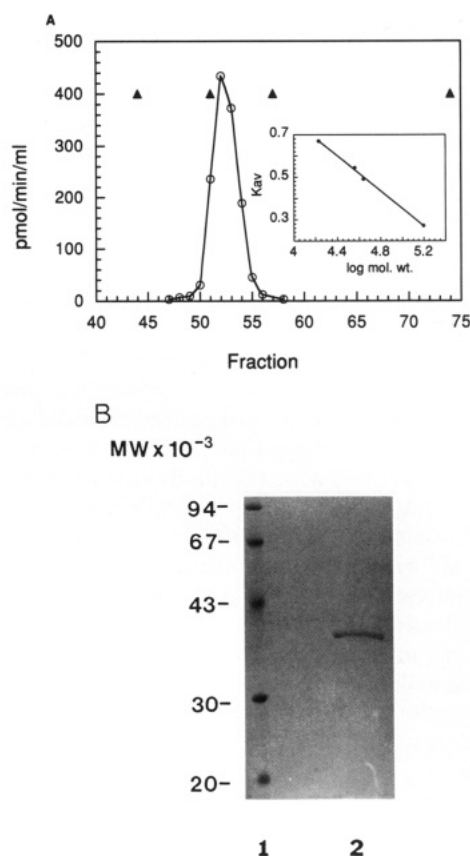 A
500
400
300
200
100
0
pmol/min/ml
40 45 50 55 60 65 70 75
Fraction
0.7
0.5
0.3
Kav
4 4.4 4.8 5.2
log mol. wt.
B
MW x 10⁻³
94-
67-
43-
30-
20-
1 2